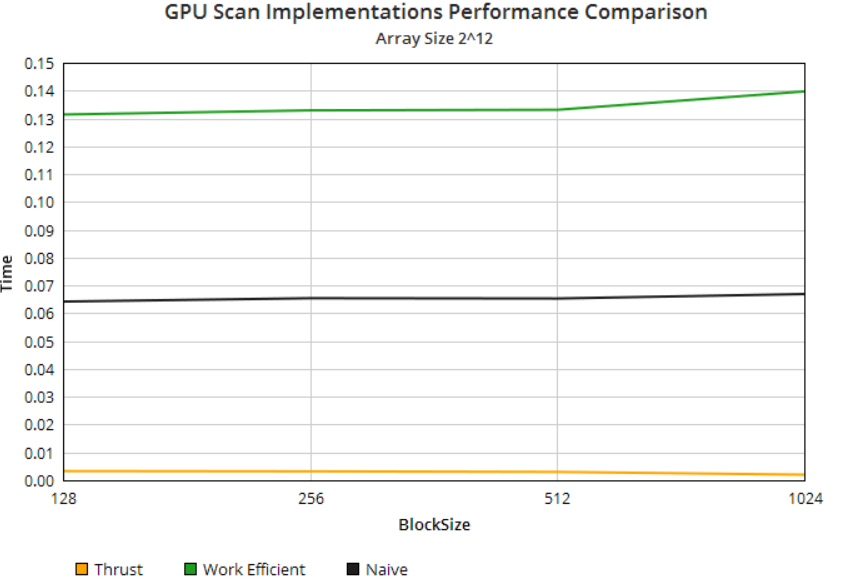 GPU Scan Implementations Performance Comparison
Array Size 2^12
0.15
0.14
0.13
0.12
0.11
0.10
0.09
0.08
0.07
0.06
0.05
0.04
0.03
0.02
0.01
0.00
Time
128 256 512 1024
BlockSize
Thrust Work Efficient Naive